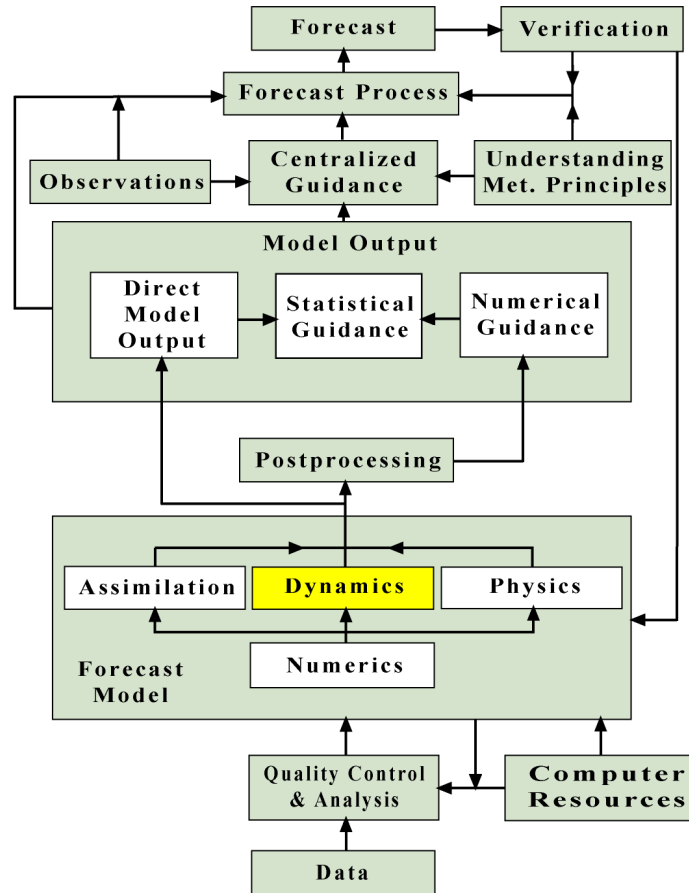 Forecast
Verification
Forecast Process
Observations
Centralized
Guidance
Understanding
Met. Principles
Model Output
Direct
Model
Output
Statistical
Guidance
Numerical
Guidance
Postprocessing
Assimilation
Dynamics
Physics
Numerics
Forecast
Model
Quality Control
& Analysis
Computer
Resources
Data